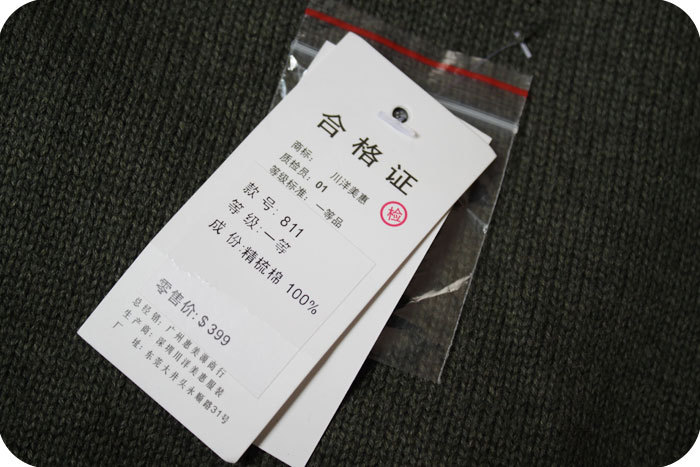 合格证
商标： 川洋美惠
质检员：01
等级标准：一等品
检
款号：811
等级：一等
成份：精梳棉 100%
零售价：$399
总经销：广州惠美源商行
生产商：深圳川洋美惠服装
厂址：东莞大井头永顺路31号